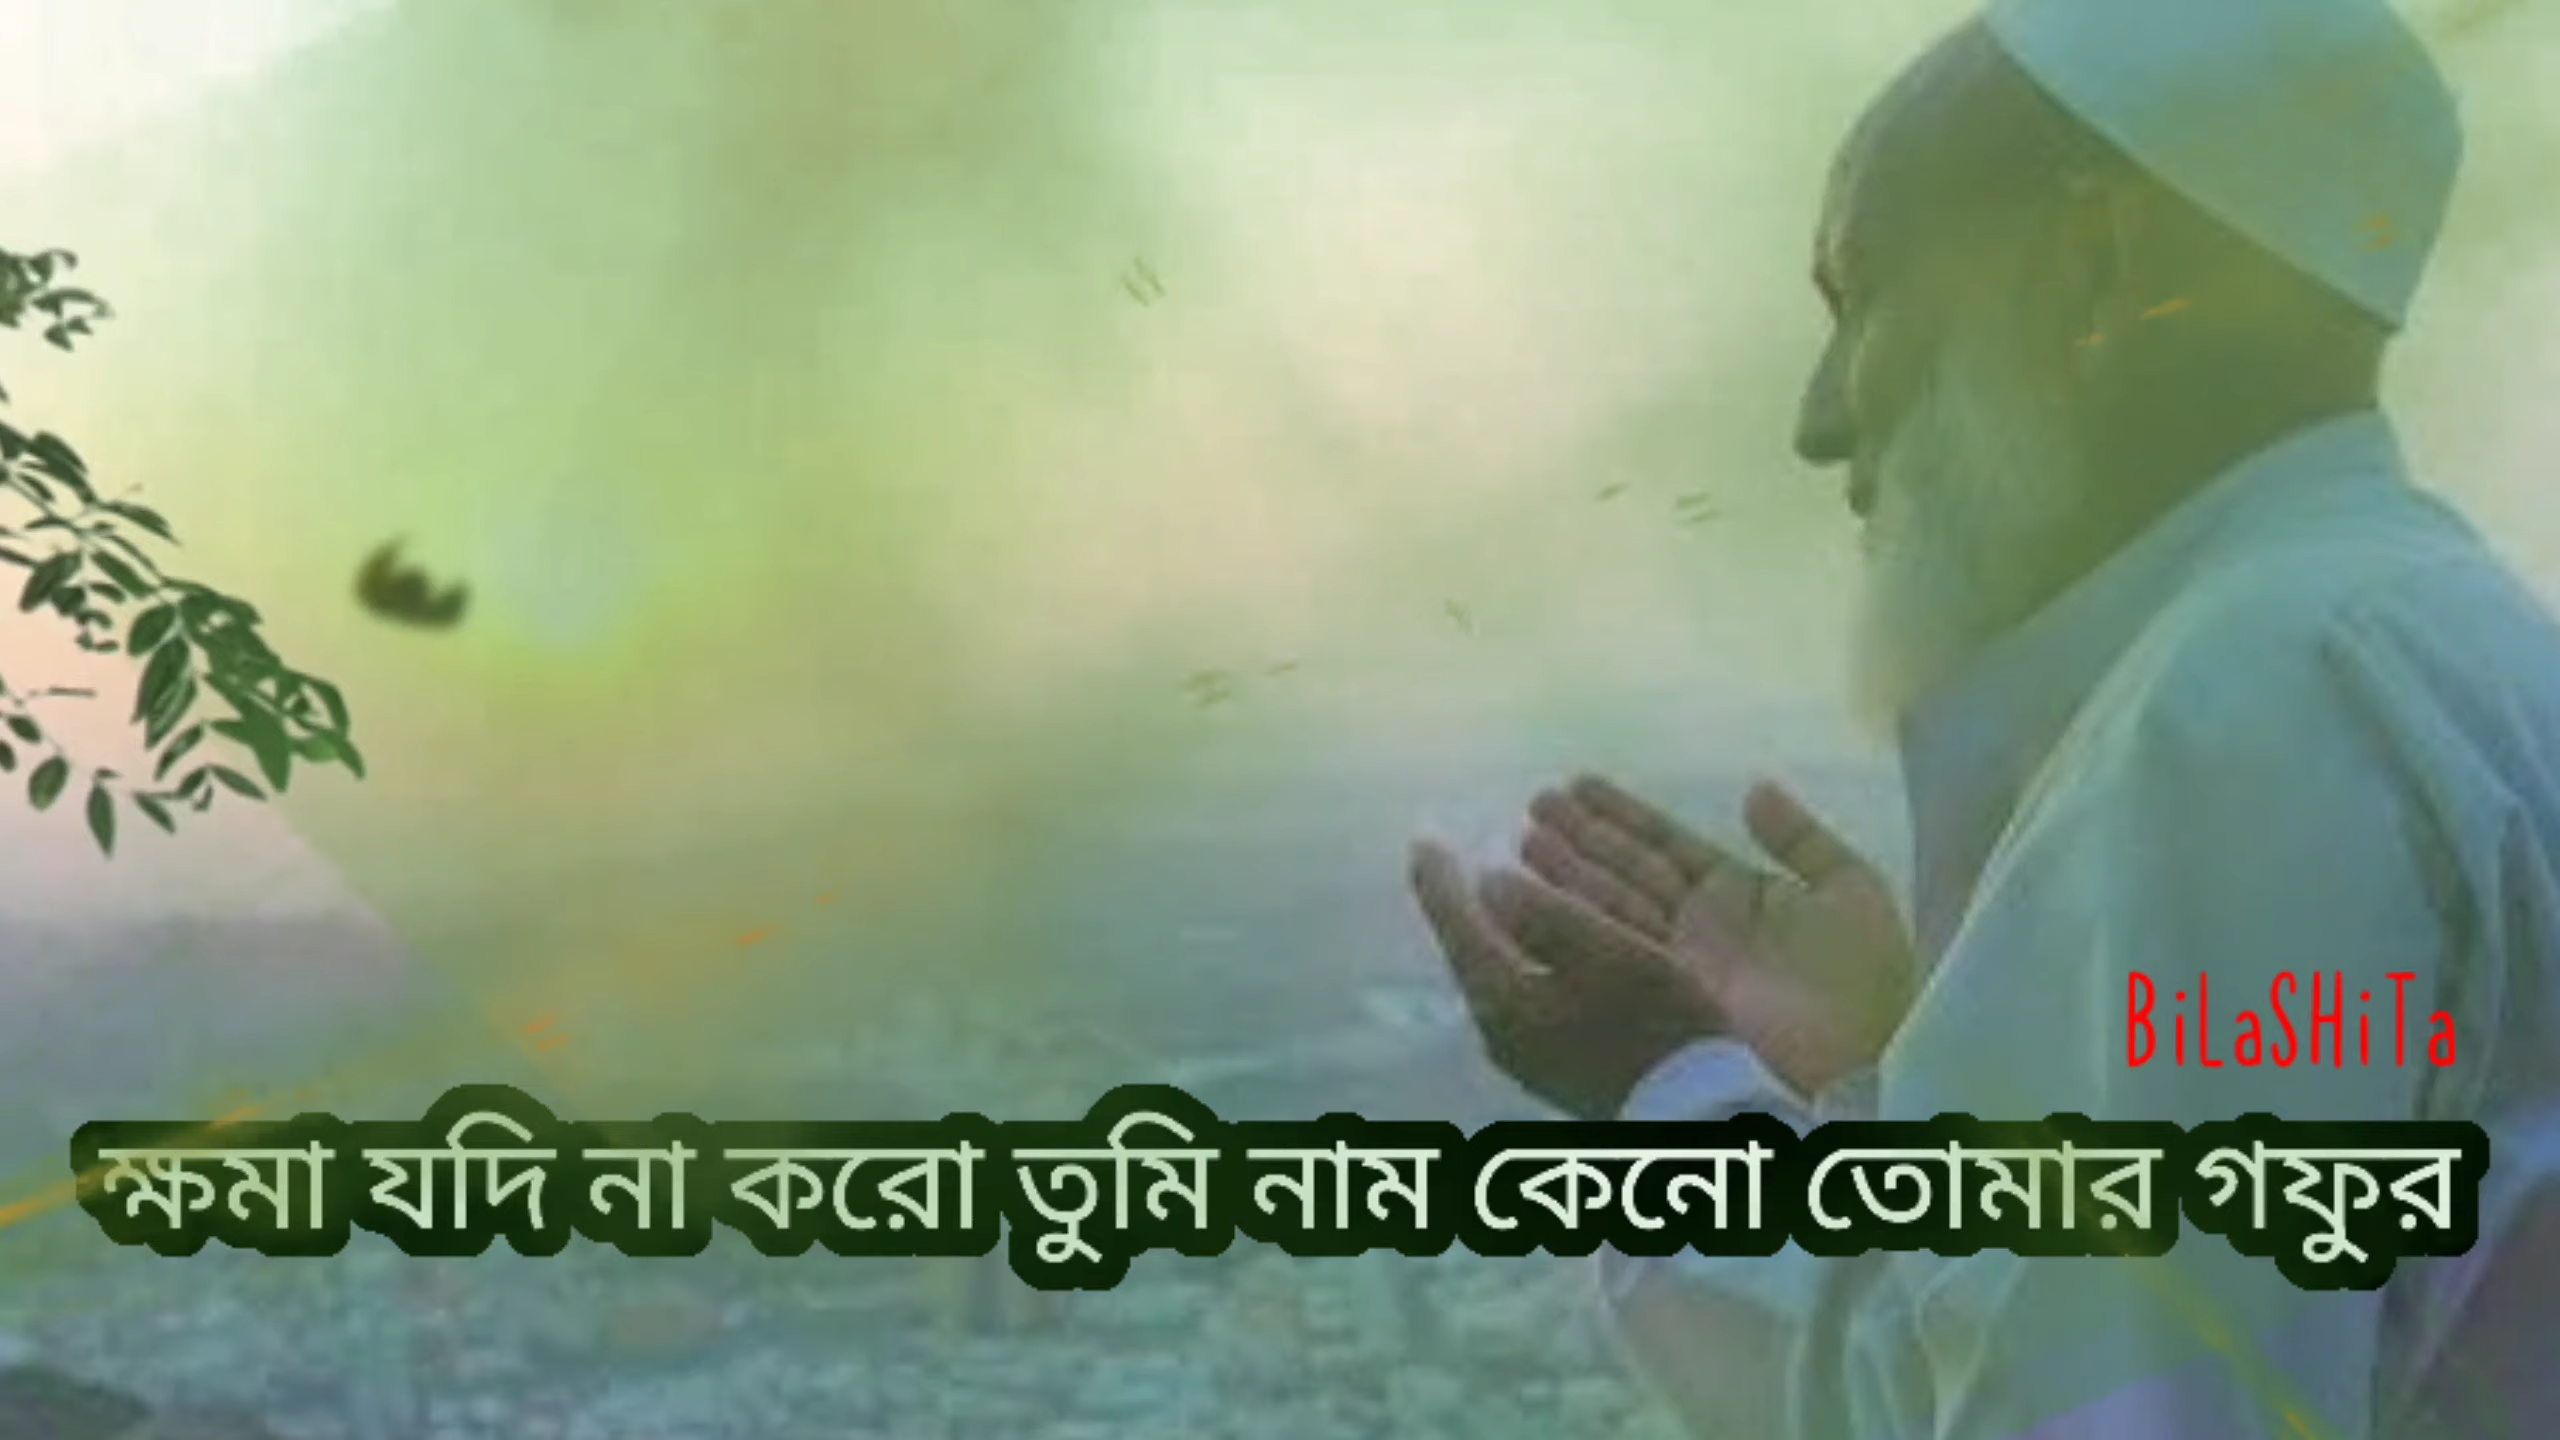 BiLaSHiTa
ক্ষমা যদি না করো তুমি নাম কেনো তোমার গফুর